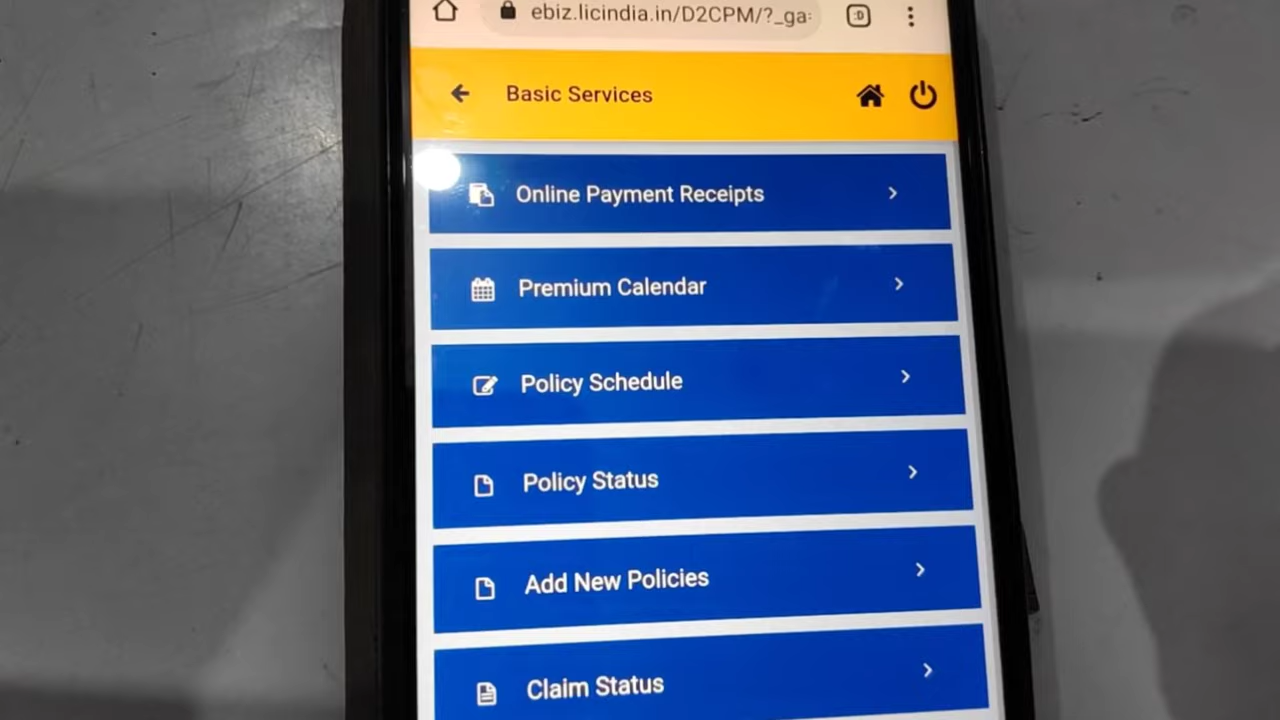 ebiz.licindia.in/D2CPM/?_ga=
:D
Basic Services
Online Payment Receipts
Premium Calendar
Policy Schedule
Policy Status
Add New Policies
Claim Status